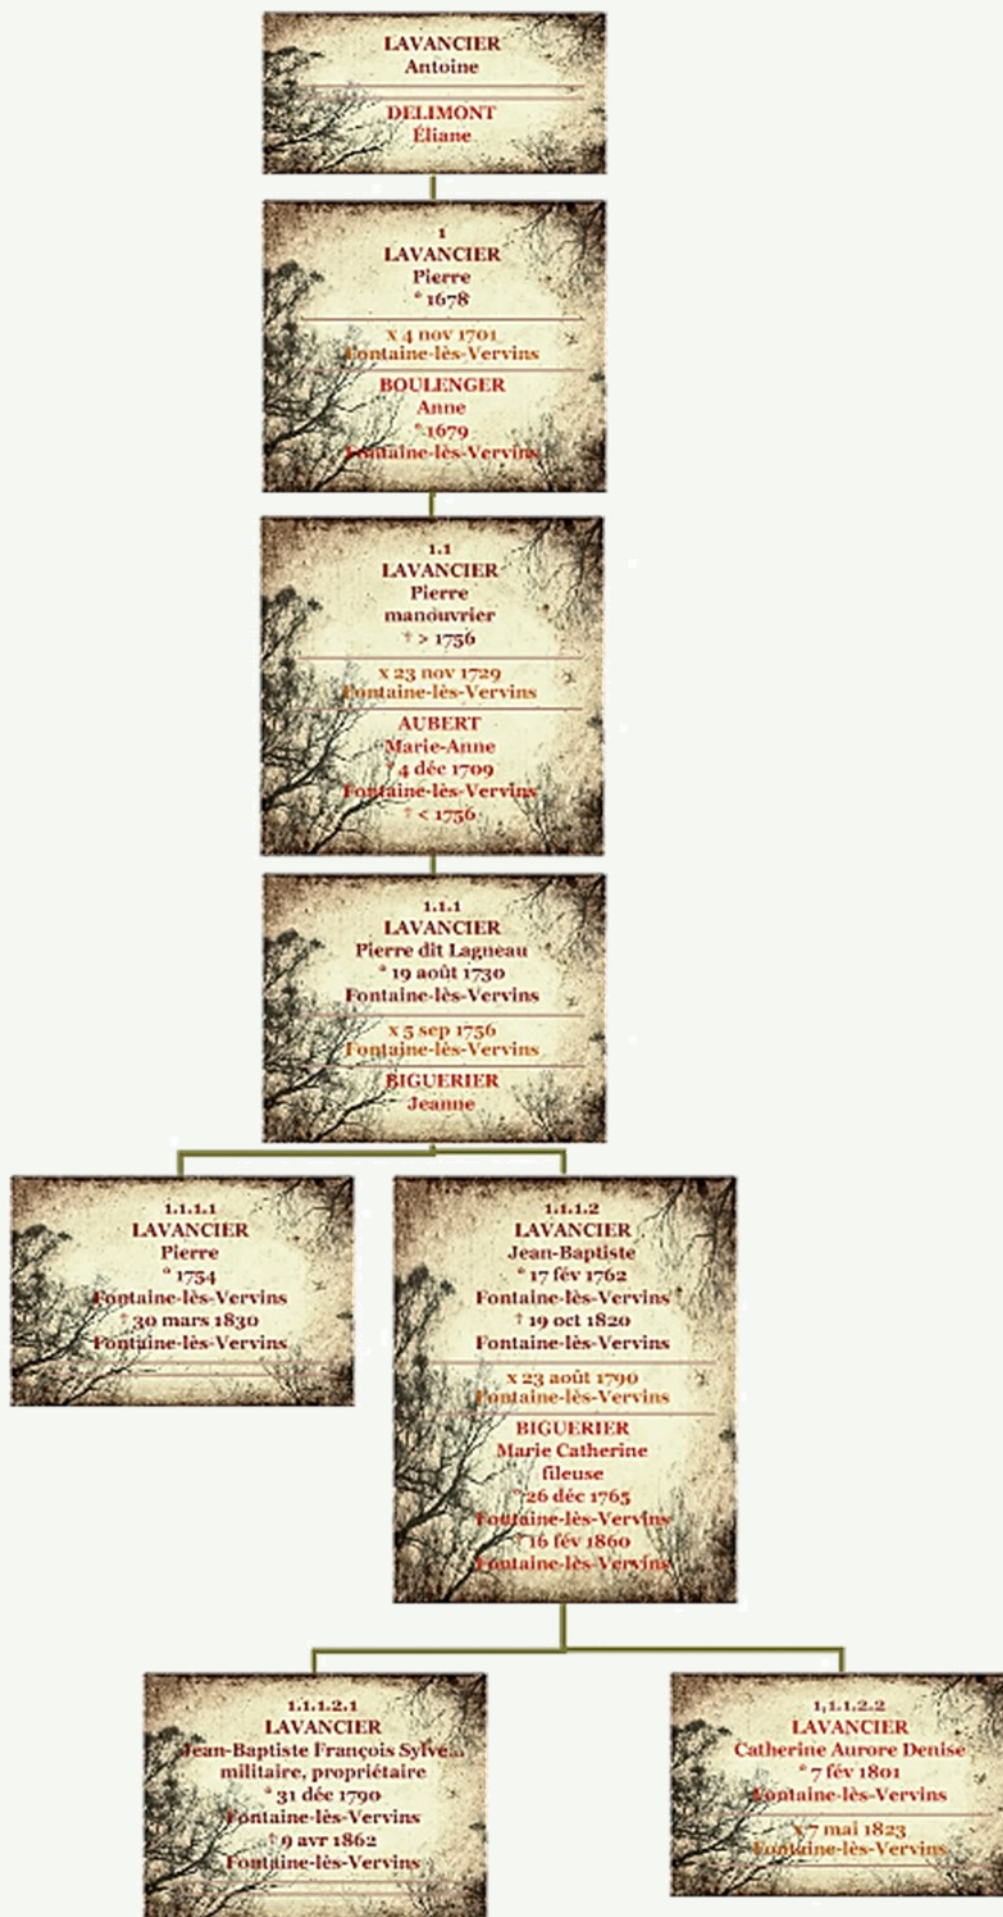 LAVANCIER
Antoine
DELIMONT
Éliane
1
LAVANCIER
Pierre
* 1678
x 4 nov 1701
Fontaine-lès-Vervins
BOULENGER
Anne
* 1679
Fontaine-lès-Vervins
1.1
LAVANCIER
Pierre
manouvrier
† > 1756
x 23 nov 1729
Fontaine-lès-Vervins
AUBERT
Marie-Anne
* 4 déc 1709
Fontaine-lès-Vervins
† < 1756
1.1.1
LAVANCIER
Pierre dit Lagneau
* 19 août 1730
Fontaine-lès-Vervins
x 5 sep 1756
Fontaine-lès-Vervins
BIGUERIER
Jeanne
1.1.1.1
LAVANCIER
Pierre
* 1754
Fontaine-lès-Vervins
† 30 mars 1830
Fontaine-lès-Vervins
1.1.1.2
LAVANCIER
Jean-Baptiste
* 17 fév 1762
Fontaine-lès-Vervins
† 19 oct 1820
Fontaine-lès-Vervins
x 23 août 1790
Fontaine-lès-Vervins
BIGUERIER
Marie Catherine
fileuse
* 26 déc 1765
Fontaine-lès-Vervins
† 16 fév 1860
Fontaine-lès-Vervins
1.1.1.2.1
LAVANCIER
Jean-Baptiste François Sylve...
militaire, propriétaire
* 31 déc 1790
Fontaine-lès-Vervins
† 9 avr 1862
Fontaine-lès-Vervins
1.1.1.2.2
LAVANCIER
Catherine Aurore Denise
* 7 fév 1801
Fontaine-lès-Vervins
x 7 mai 1823
Fontaine-lès-Vervins